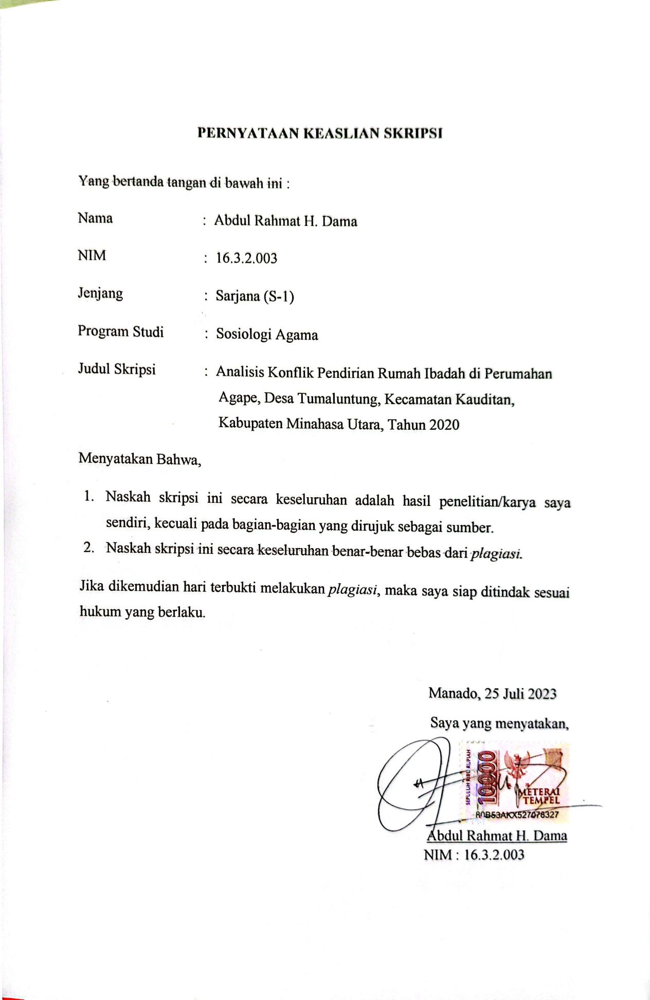 PERNYATAAN KEASLIAN SKRIPSI
Yang bertanda tangan di bawah ini :
Nama : Abdul Rahmat H. Dama
NIM : 16.3.2.003
Jenjang : Sarjana (S-1)
Program Studi : Sosiologi Agama
Judul Skripsi : Analisis Konflik Pendirian Rumah Ibadah di Perumahan
Agape, Desa Tumaluntung, Kecamatan Kauditan,
Kabupaten Minahasa Utara, Tahun 2020
Menyatakan Bahwa,
1. Naskah skripsi ini secara keseluruhan adalah hasil penelitian/karya saya
sendiri, kecuali pada bagian-bagian yang dirujuk sebagai sumber.
2. Naskah skripsi ini secara keseluruhan benar-benar bebas dari plagiasi.
Jika dikemudian hari terbukti melakukan plagiasi, maka saya siap ditindak sesuai
hukum yang berlaku.
Manado, 25 Juli 2023
Saya yang menyatakan,
SEPULUH RIBU RUPIAH
10000
METERAI
TEMPEL
Abdul Rahmat H. Dama
NIM : 16.3.2.003